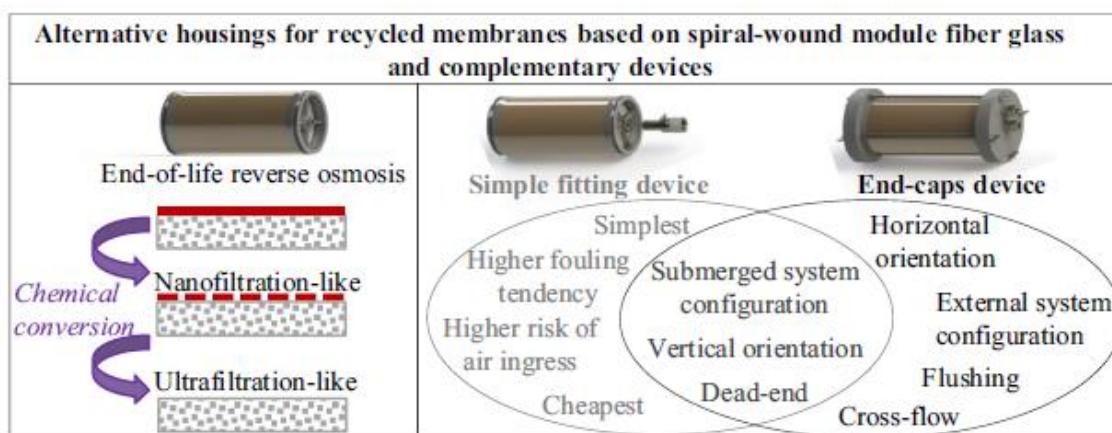 Alternative housings for recycled membranes based on spiral-wound module fiber glass
and complementary devices
End-of-life reverse osmosis
Chemical
conversion
Nanofiltration-like
Ultrafiltration-like
Simple fitting device
End-caps device
Simplest
Higher fouling
tendency
Higher risk of
air ingress
Cheapest
Submerged system
configuration
Vertical orientation
Dead-end
Horizontal
orientation
External system
configuration
Flushing
Cross-flow